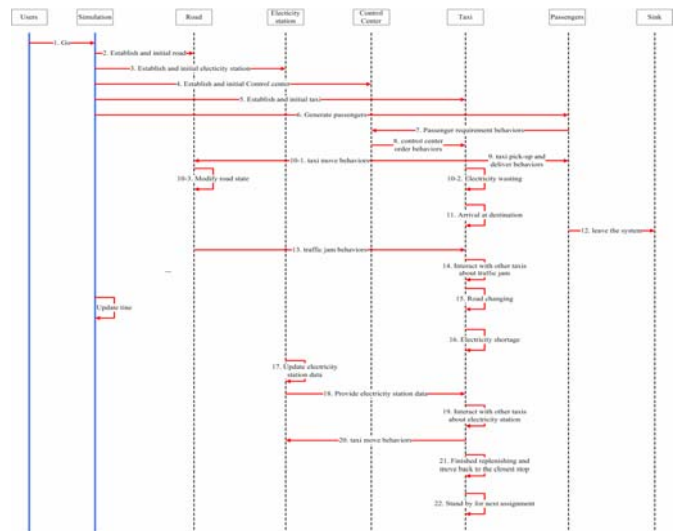 Users
Simulation
Road
Electicity
station
Control
Center
Taxi
Passengers
Sink
1. Go
2. Establish and initial road
3. Establish and initial electicity station
4. Establish and initial Control center
5. Establish and initial taxi
6. Generate passengers
7. Passenger requirement behaviors
8. control center
order behaviors
9. taxi pick-up and
deliver behaviors
10-1. taxi move behaviors
10-3. Modify road state
10-2. Electricity wasting
11. Arrival at destination
12. leave the system
13. traffic jam behaviors
14. Interact with other taxis
about traffic jam
15. Road changing
Update time
16. Electricity shortage
17. Update electricity
station data
18. Provide electricity station data
19. Interact with other taxis
about electricity station
20. taxi move behaviors
21. Finished replenishing and
move back to the closest stop
22. Stand by for next assignment